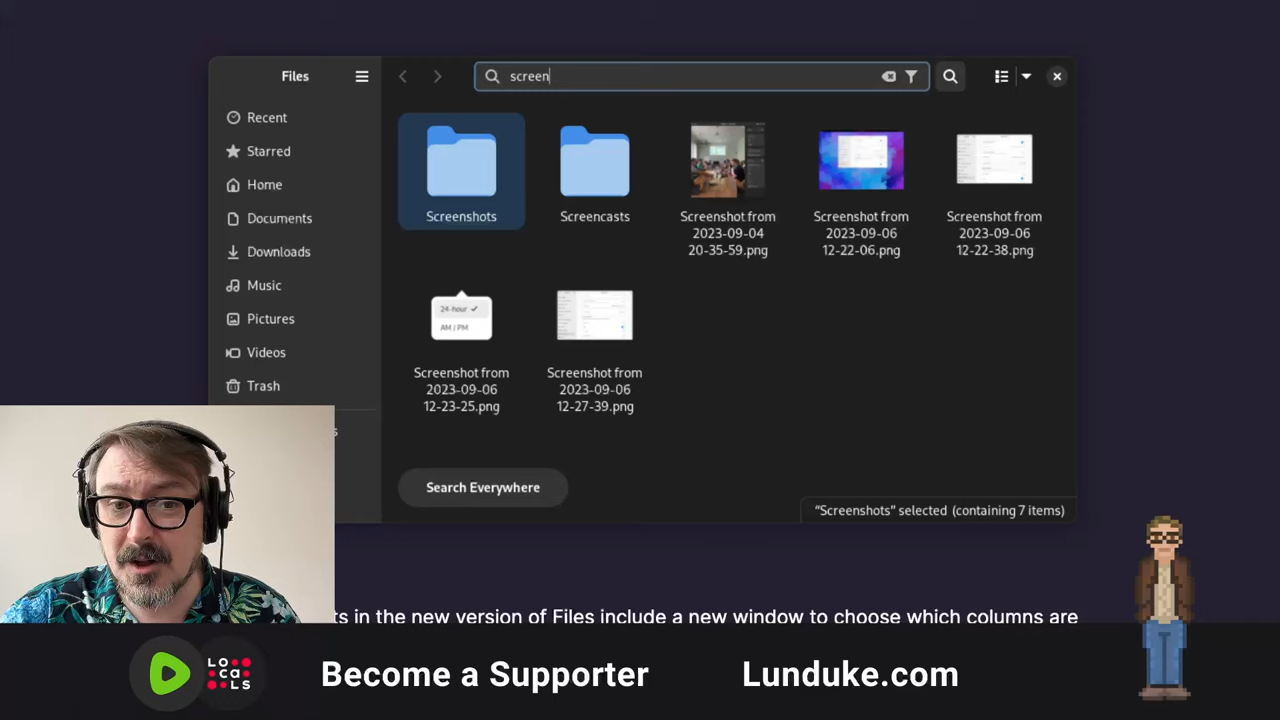 Files
screen
Recent
Starred
Home
Documents
Downloads
Music
Pictures
Videos
Trash
Screenshots
Screencasts
Screenshot from
2023-09-04
20-35-59.png
Screenshot from
2023-09-06
12-22-06.png
Screenshot from
2023-09-06
12-22-38.png
24-hour ✓
AM / PM
Screenshot from
2023-09-06
12-23-25.png
Screenshot from
2023-09-06
12-27-39.png
Search Everywhere
"Screenshots" selected (containing 7 items)
in the new version of Files include a new window to choose which columns are
LOcaLS
Become a Supporter
Lunduke.com